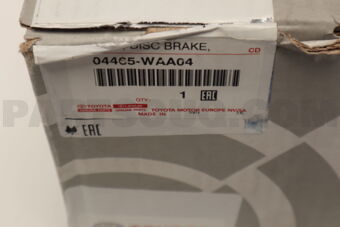 DISC BRAKE,
CD
04465-WAA04
QTY:
1 EAC
TOYOTA
TOYOTA MOTOR EUROPE NV/SA
MADE IN
EAC